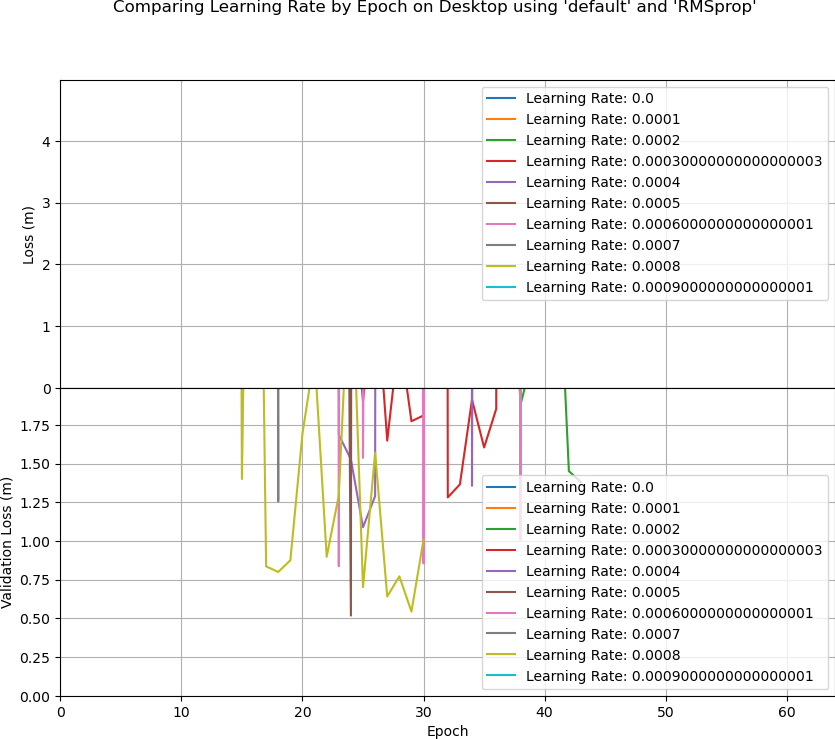 Comparing Learning Rate by Epoch on Desktop using 'default' and 'RMSprop'
Loss (m)
4
3
2
1
0
Learning Rate: 0.0
Learning Rate: 0.0001
Learning Rate: 0.0002
Learning Rate: 0.00030000000000000003
Learning Rate: 0.0004
Learning Rate: 0.0005
Learning Rate: 0.0006000000000000001
Learning Rate: 0.0007
Learning Rate: 0.0008
Learning Rate: 0.0009000000000000001
Validation Loss (m)
1.75
1.50
1.25
1.00
0.75
0.50
0.25
0.00
Learning Rate: 0.0
Learning Rate: 0.0001
Learning Rate: 0.0002
Learning Rate: 0.00030000000000000003
Learning Rate: 0.0004
Learning Rate: 0.0005
Learning Rate: 0.0006000000000000001
Learning Rate: 0.0007
Learning Rate: 0.0008
Learning Rate: 0.0009000000000000001
0 10 20 30 40 50 60
Epoch